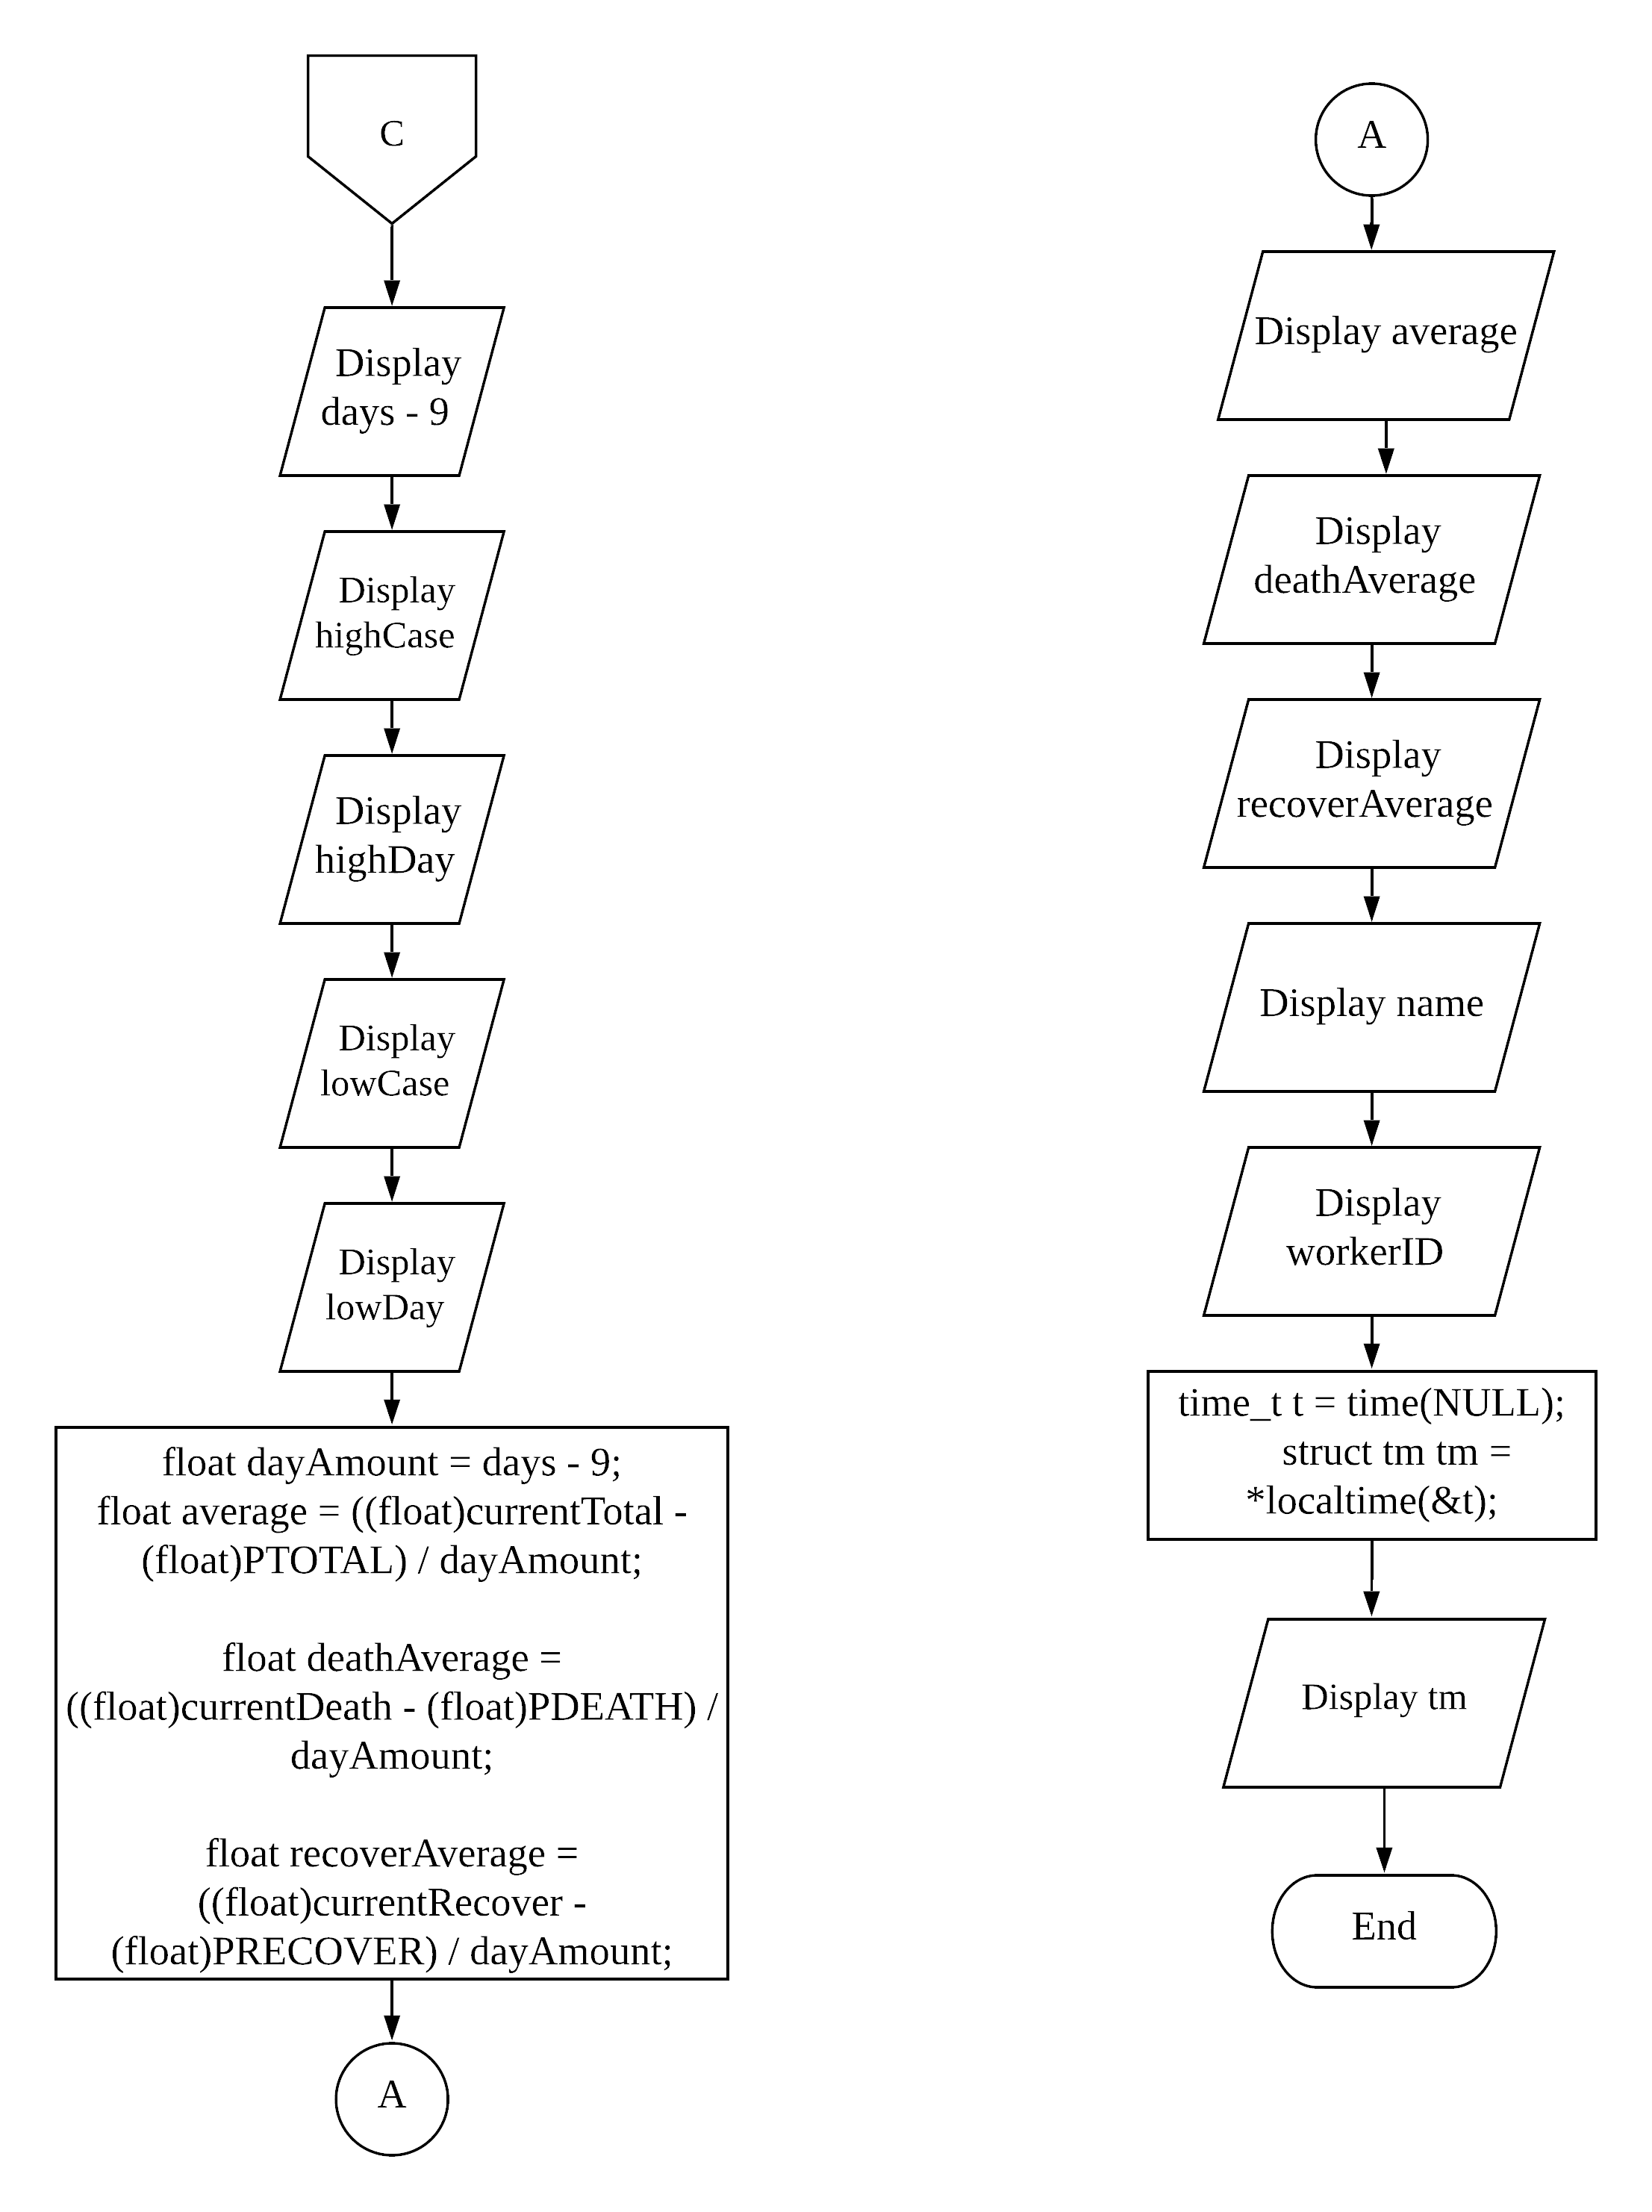 C
Display
days - 9
Display
highCase
Display
highDay
Display
lowCase
Display
lowDay
float dayAmount = days - 9;
float average = ((float)currentTotal -
(float)PTOTAL) / dayAmount;
float deathAverage =
((float)currentDeath - (float)PDEATH) /
dayAmount;
float recoverAverage =
((float)currentRecover -
(float)PRECOVER) / dayAmount;
A
A
Display average
Display
deathAverage
Display
recoverAverage
Display name
Display
workerID
time_t t = time(NULL);
struct tm tm =
*localtime(&t);
Display tm
End